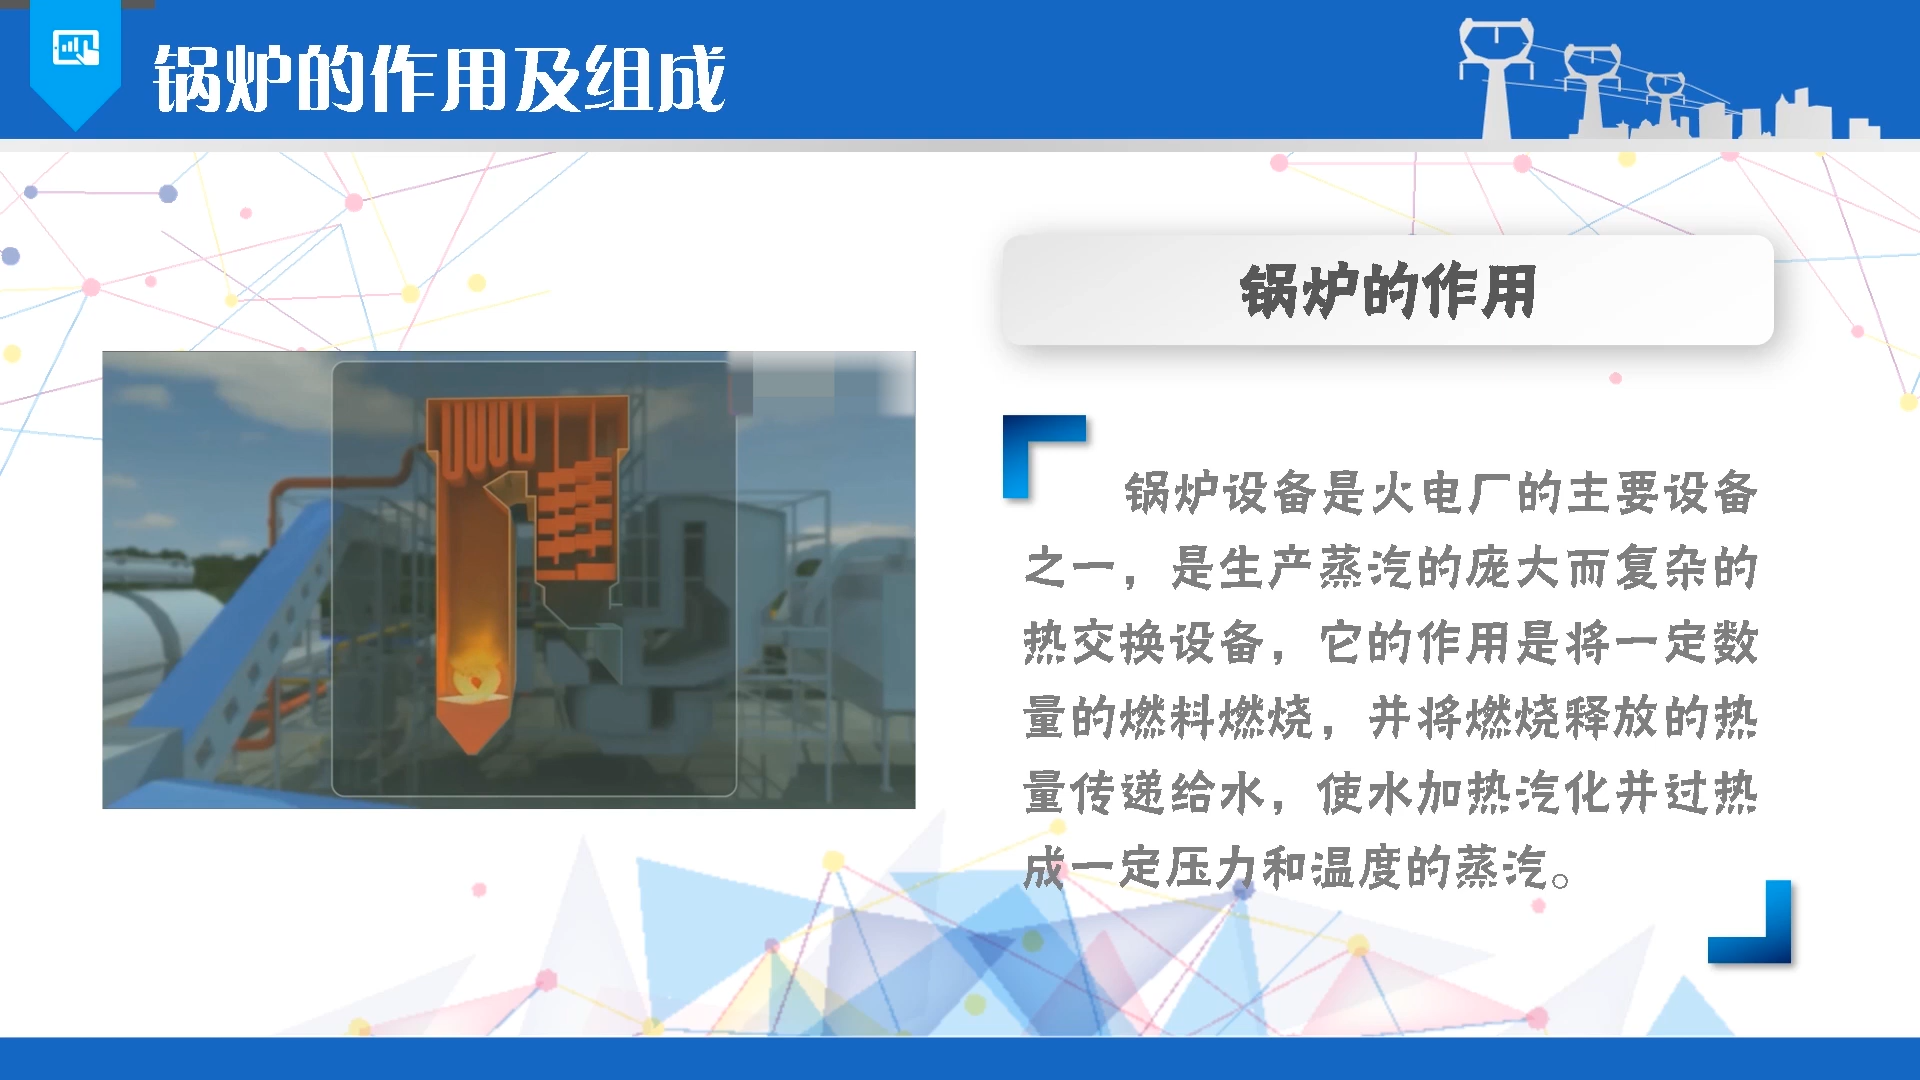 锅炉的作用及组成
锅炉的作用
锅炉设备是火电厂的主要设备
之一，是生产蒸汽的庞大而复杂的
热交换设备，它的作用是将一定数
量的燃料燃烧，并将燃烧释放的热
量传递给水，使水加热汽化并过热
成一定压力和温度的蒸汽。